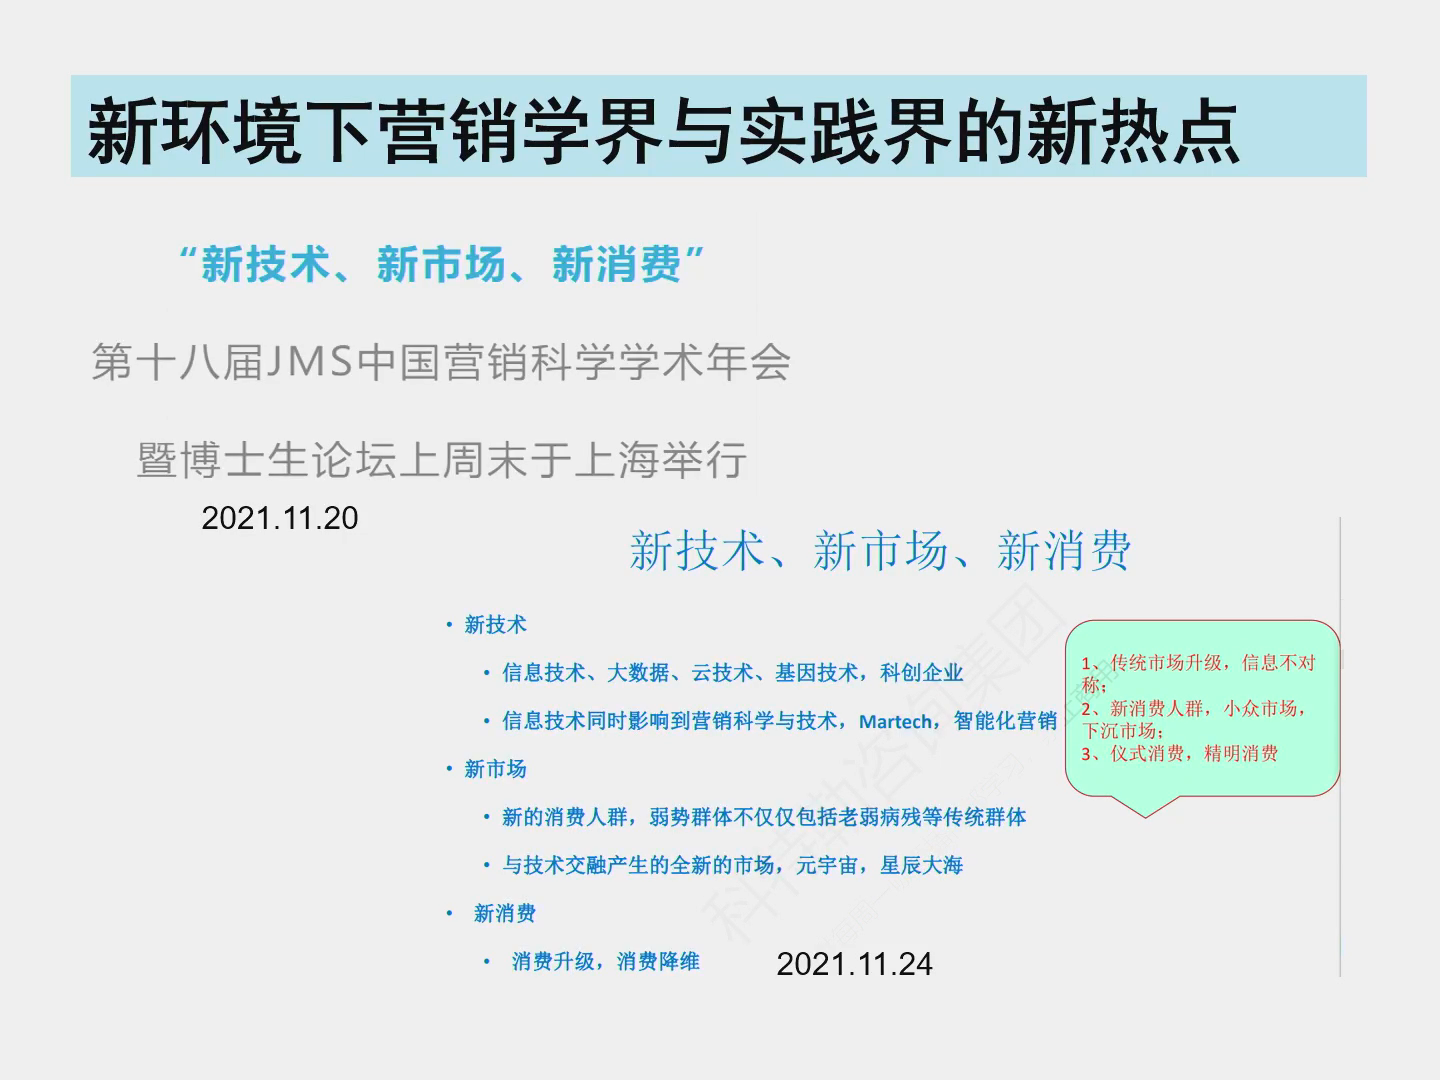 新环境下营销学界与实践界的新热点
“新技术、新市场、新消费”
第十八届JMS中国营销科学学术年会
暨博士生论坛上周末于上海举行
2021.11.20
新技术、新市场、新消费
• 新技术
• 信息技术、大数据、云技术、基因技术，科创企业
• 信息技术同时影响到营销科学与技术，Martech，智能化营销
• 新市场
• 新的消费人群，弱势群体不仅仅包括老弱病残等传统群体
• 与技术交融产生的全新的市场，元宇宙，星辰大海
• 新消费
• 消费升级，消费降维
2021.11.24
1、传统市场升级，信息不对
称；
2、新消费人群，小众市场，
下沉市场；
3、仪式消费，精明消费
科特勒咨询集团